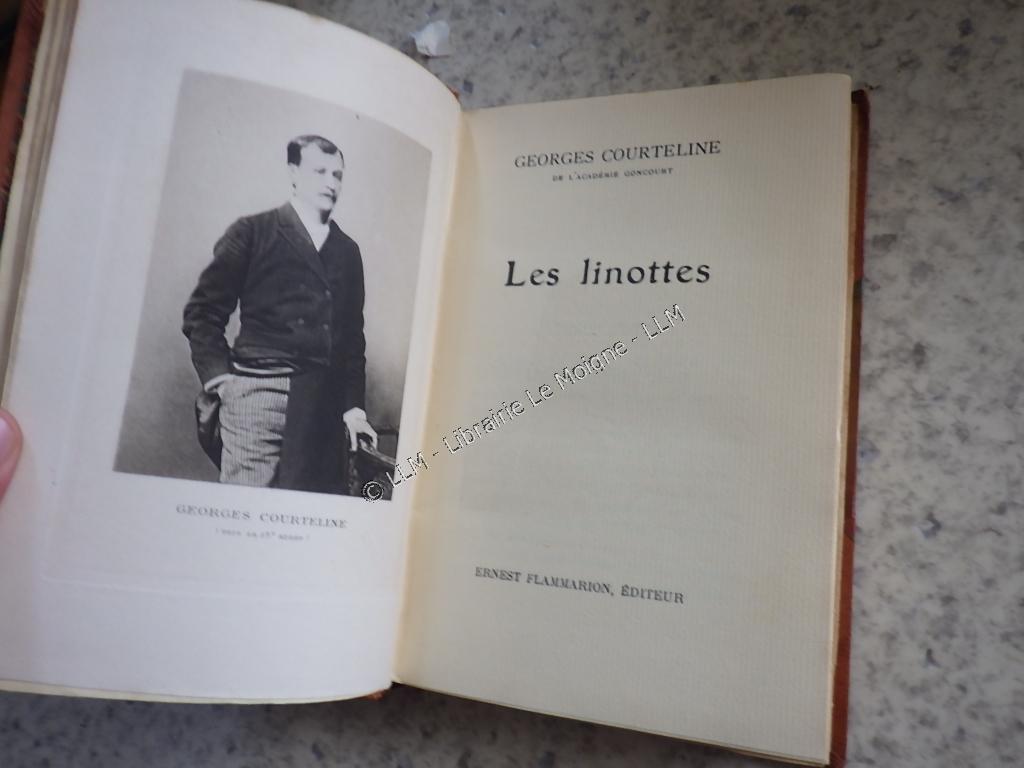 GEORGES COURTELINE
GEORGES COURTELINE
DE L'ACADÉMIE GONCOURT
Les linottes
ERNEST FLAMMARION, ÉDITEUR
© LLM - Librairie Le Moigne - LLM